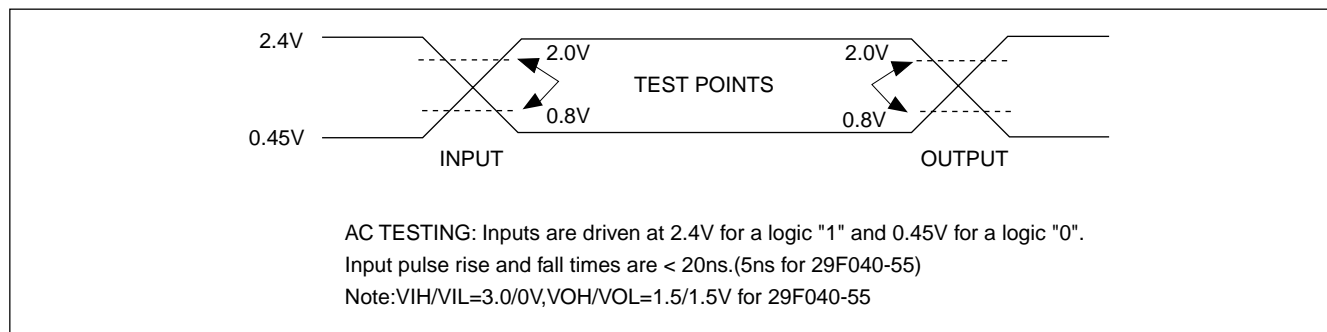 2.4V
2.0V
2.0V
TEST POINTS
0.8V
0.8V
0.45V
INPUT
OUTPUT
AC TESTING: Inputs are driven at 2.4V for a logic "1" and 0.45V for a logic "0".
Input pulse rise and fall times are < 20ns.(5ns for 29F040-55)
Note:VIH/VIL=3.0/0V,VOH/VOL=1.5/1.5V for 29F040-55